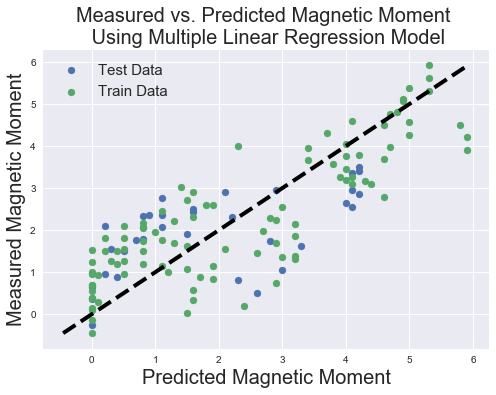 Measured vs. Predicted Magnetic Moment
Using Multiple Linear Regression Model
Test Data
Train Data
Measured Magnetic Moment
6
5
4
3
2
1
0
0 1 2 3 4 5 6
Predicted Magnetic Moment